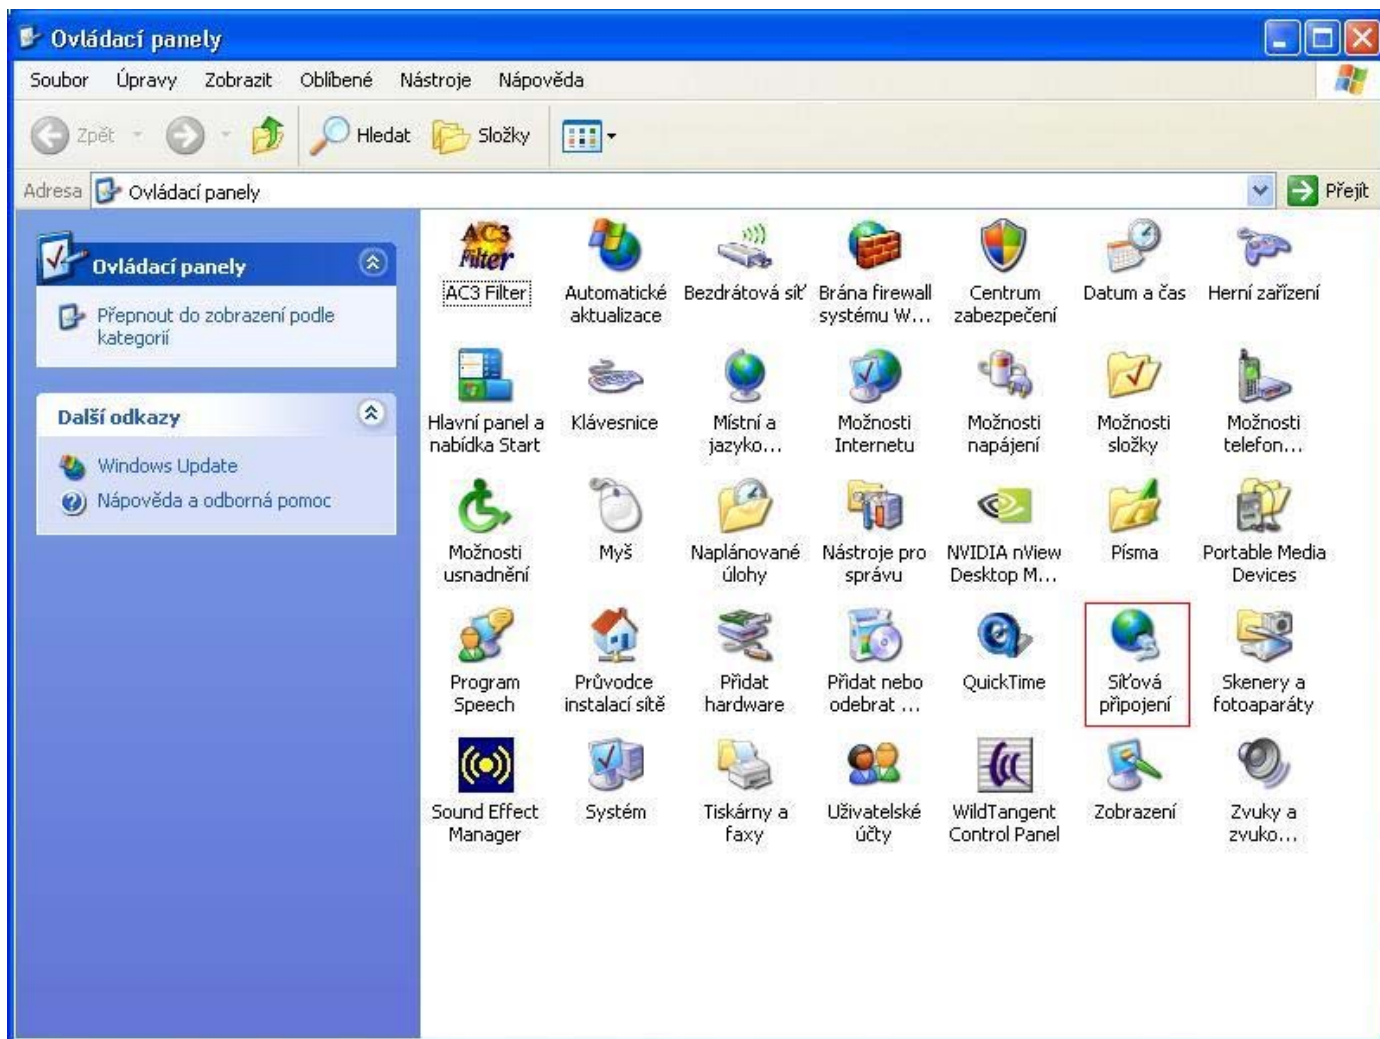 Ovládací panely
Soubor Úpravy Zobrazit Oblíbené Nástroje Nápověda
Zpět Hledat Složky
Adresa Ovládací panely Přejít
Ovládací panely
Přepnout do zobrazení podle
kategorií
Další odkazy
Windows Update
Nápověda a odborná pomoc
AC3
Filter
AC3 Filter
Automatické
aktualizace
Bezdrátová síť
Brána firewall
systému W...
Centrum
zabezpečení
Datum a čas
Herní zařízení
Hlavní panel a
nabídka Start
Klávesnice
Místní a
jazyko...
Možnosti
Internetu
Možnosti
napájení
Možnosti
složky
Možnosti
telefon...
Možnosti
usnadnění
Myš
Naplánované
úlohy
Nástroje pro
správu
NVIDIA nView
Desktop M...
Písma
Portable Media
Devices
Program
Speech
Průvodce
instalací sítě
Přidat
hardware
Přidat nebo
odebrat ...
QuickTime
Síťová
připojení
Skenery a
fotoaparáty
Sound Effect
Manager
Systém
Tiskárny a
faxy
Uživatelské
účty
WildTangent
Control Panel
Zobrazení
Zvuky a
zvuko...